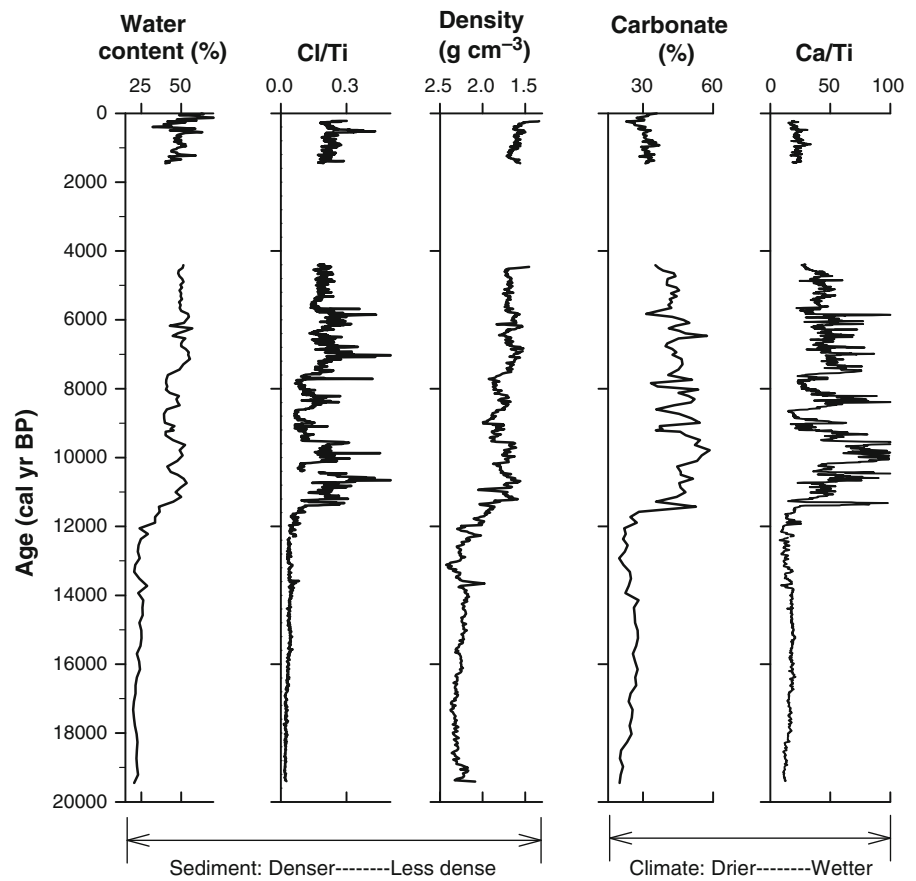 Water content (%)
Cl/Ti
Density (g cm⁻³)
Carbonate (%)
Ca/Ti
25 50
0.0 0.3
2.5 2.0 1.5
30 60
0 50 100
Age (cal yr BP)
0
2000
4000
6000
8000
10000
12000
14000
16000
18000
20000
Sediment: Denser--------Less dense
Climate: Drier--------Wetter